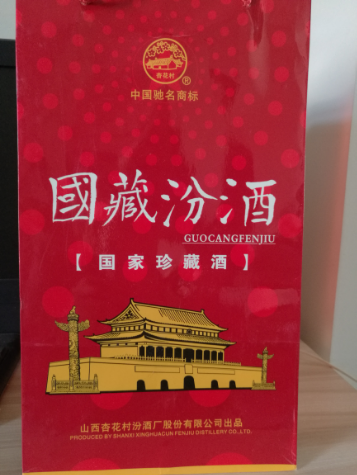 杏花村
®
中国驰名商标
國藏汾酒
GUOCANGFENJIU
【国家珍藏酒】
山西杏花村汾酒厂股份有限公司出品
PRODUCED BY SHANXI XINGHUACUN FENJIU DISTILLERY CO.,LTD.